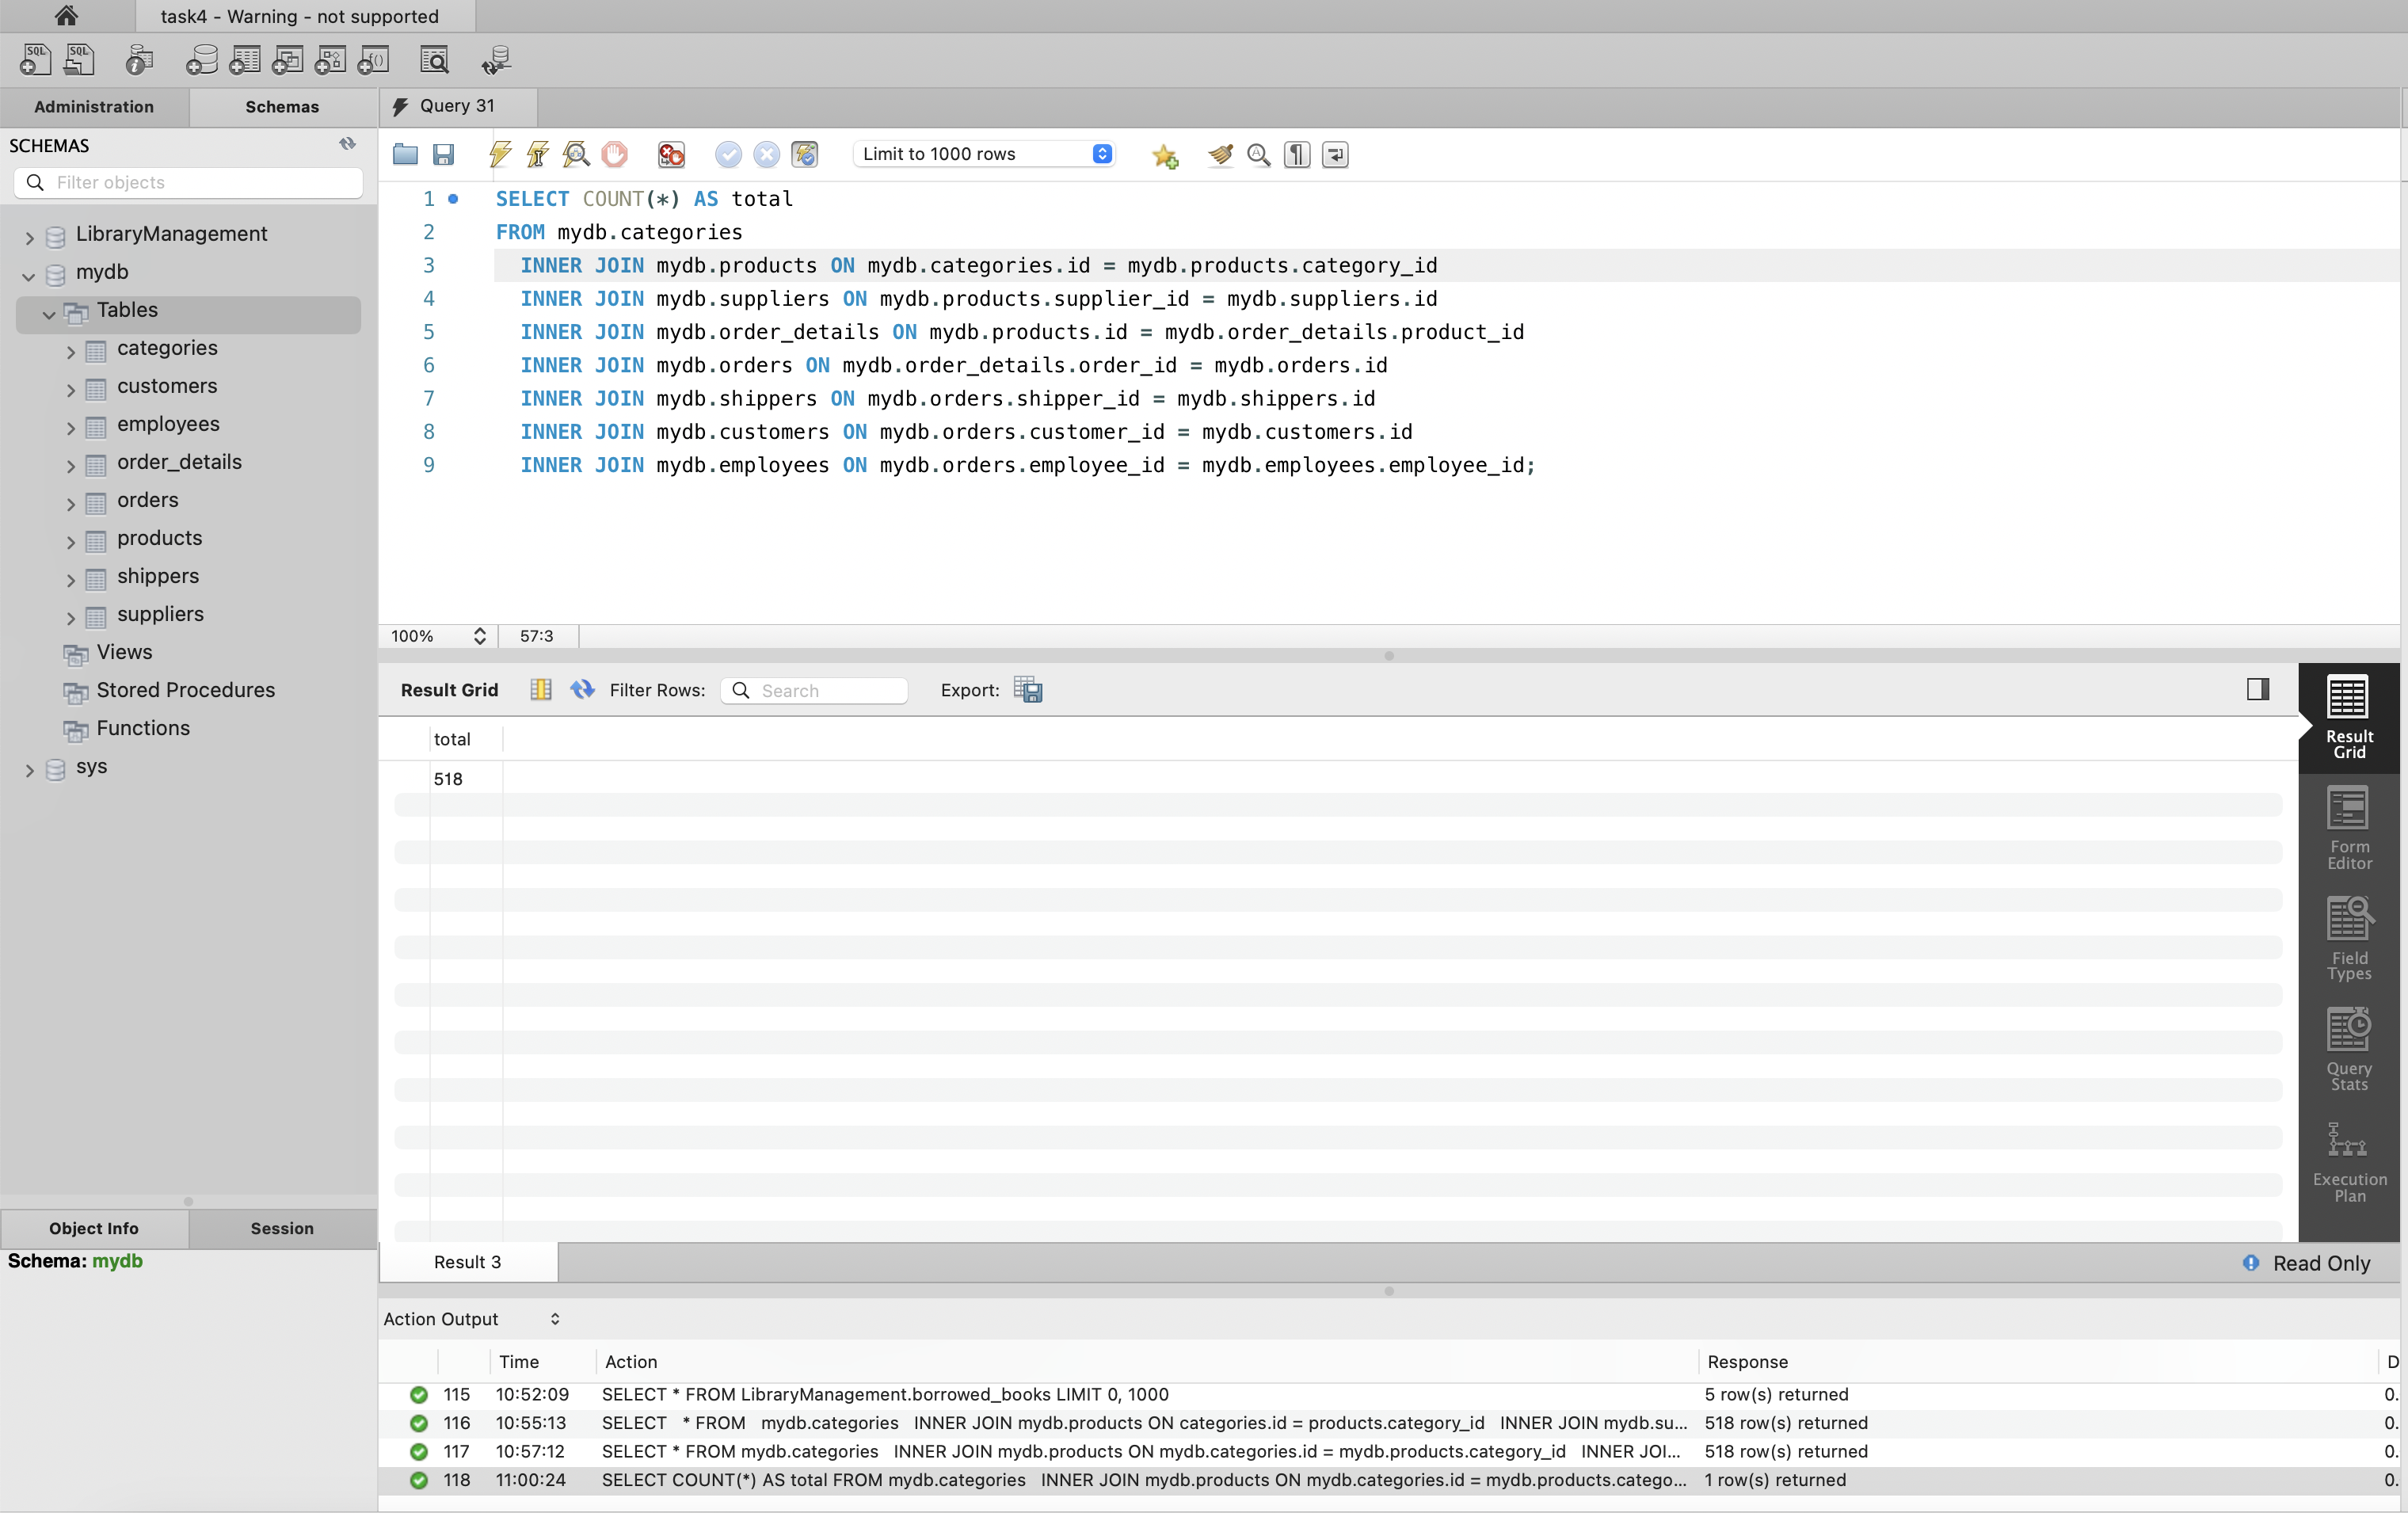 task4 - Warning - not supported
SQL
SQL
Administration
Schemas
Query 31
SCHEMAS
Filter objects
Limit to 1000 rows
LibraryManagement
mydb
Tables
categories
customers
employees
order_details
orders
products
shippers
suppliers
Views
Stored Procedures
Functions
sys
1 SELECT COUNT(*) AS total
2 FROM mydb.categories
3 INNER JOIN mydb.products ON mydb.categories.id = mydb.products.category_id
4 INNER JOIN mydb.suppliers ON mydb.products.supplier_id = mydb.suppliers.id
5 INNER JOIN mydb.order_details ON mydb.products.id = mydb.order_details.product_id
6 INNER JOIN mydb.orders ON mydb.order_details.order_id = mydb.orders.id
7 INNER JOIN mydb.shippers ON mydb.orders.shipper_id = mydb.shippers.id
8 INNER JOIN mydb.customers ON mydb.orders.customer_id = mydb.customers.id
9 INNER JOIN mydb.employees ON mydb.orders.employee_id = mydb.employees.employee_id;
100% 57:3
Result Grid Filter Rows: Search Export:
total
518
Result
Grid
Form
Editor
Field
Types
Query
Stats
Execution
Plan
Object Info
Session
Schema: mydb
Result 3
Read Only
Action Output
Time Action Response D
115 10:52:09 SELECT * FROM LibraryManagement.borrowed_books LIMIT 0, 1000 5 row(s) returned 0.
116 10:55:13 SELECT * FROM mydb.categories INNER JOIN mydb.products ON categories.id = products.category_id INNER JOIN mydb.su... 518 row(s) returned 0.
117 10:57:12 SELECT * FROM mydb.categories INNER JOIN mydb.products ON mydb.categories.id = mydb.products.category_id INNER JOI... 518 row(s) returned 0.
118 11:00:24 SELECT COUNT(*) AS total FROM mydb.categories INNER JOIN mydb.products ON mydb.categories.id = mydb.products.catego... 1 row(s) returned 0.